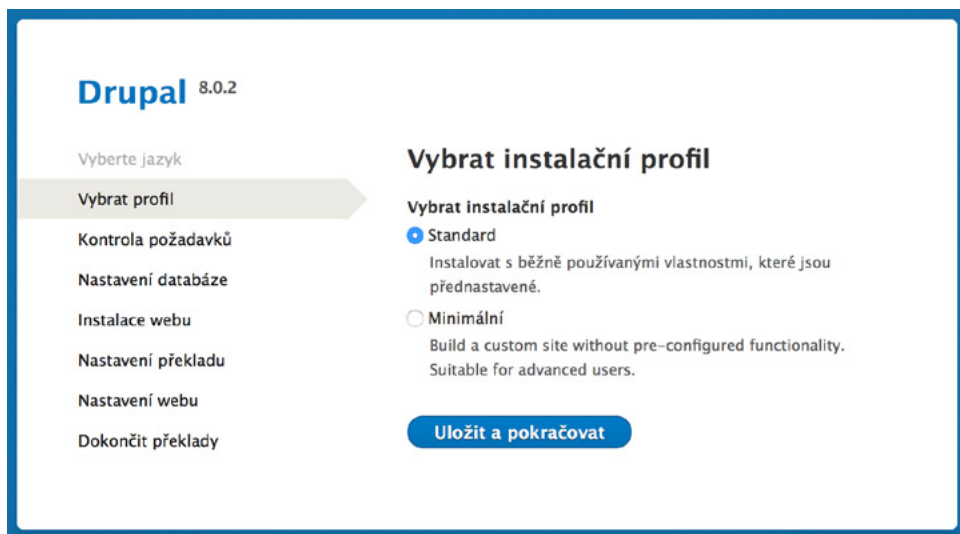 Drupal 8.0.2
Vyberte jazyk
Vybrat profil
Kontrola požadavků
Nastavení databáze
Instalace webu
Nastavení překladu
Nastavení webu
Dokončit překlady
Vybrat instalační profil
Vybrat instalační profil
Standard
Instalovat s běžně používanými vlastnostmi, které jsou
přednastavené.
Minimální
Build a custom site without pre-configured functionality.
Suitable for advanced users.
Uložit a pokračovat